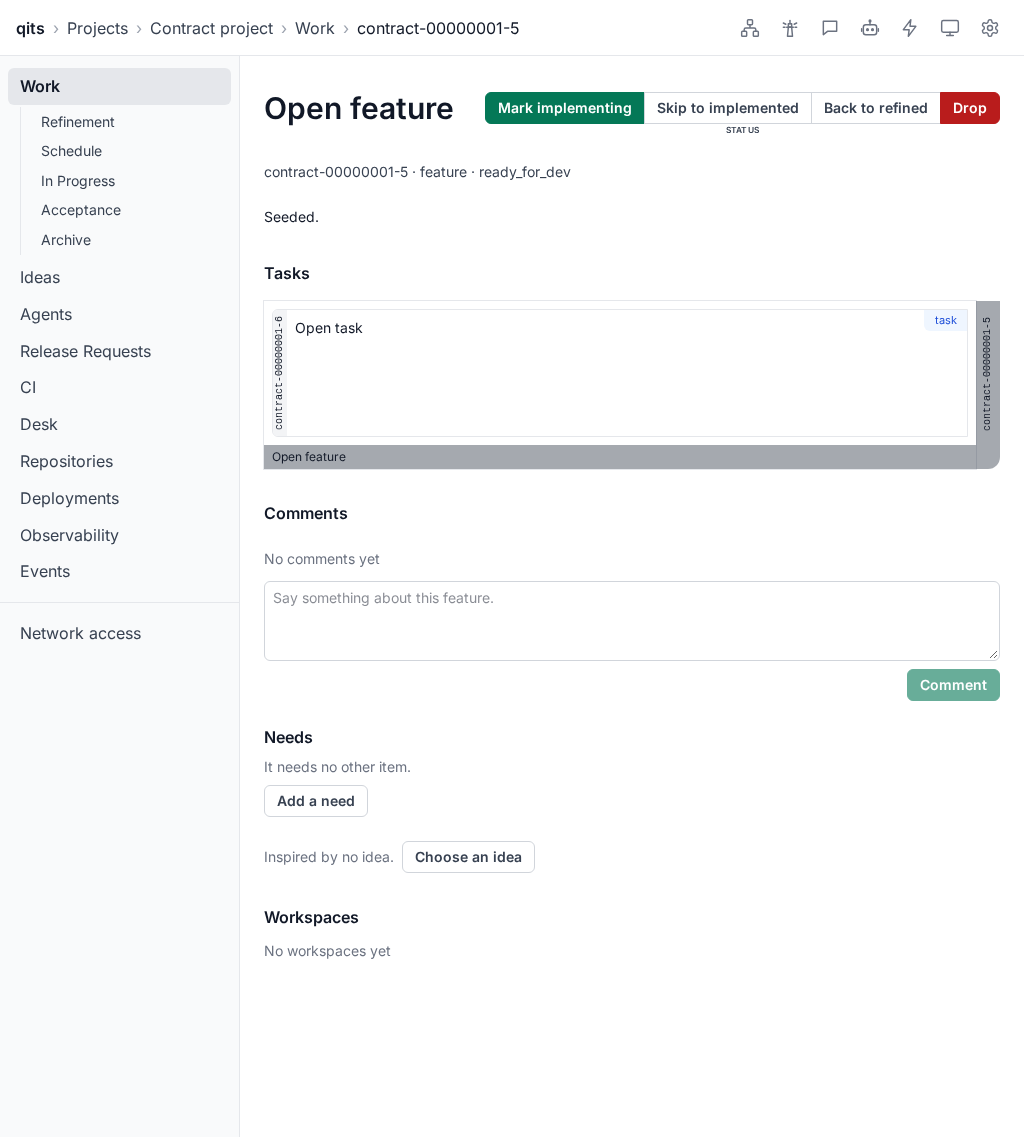 qits › Projects › Contract project › Work › contract-00000001-5
Work
Refinement
Schedule
In Progress
Acceptance
Archive
Ideas
Agents
Release Requests
CI
Desk
Repositories
Deployments
Observability
Events
Network access
Open feature
Mark implementing
Skip to implemented
Back to refined
Drop
STATUS
contract-00000001-5 · feature · ready_for_dev
Seeded.
Tasks
contract-00000001-6
Open task
task
contract-00000001-5
Open feature
Comments
No comments yet
Say something about this feature.
Comment
Needs
It needs no other item.
Add a need
Inspired by no idea.
Choose an idea
Workspaces
No workspaces yet